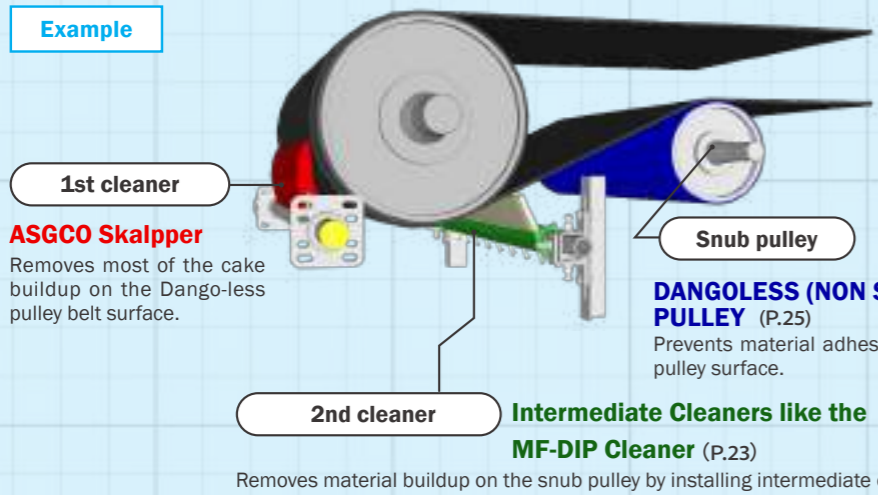 Example
1st cleaner
ASGCO Skalpper
Removes most of the cake
buildup on the Dango-less
pulley belt surface.
Snub pulley
DANGOLESS (NON
PULLEY (P.25)
Prevents material
pulley surface.
2nd cleaner
Intermediate Cleaners like the
MF-DIP Cleaner (P.23)
Removes material buildup on the snub pulley by installing intermediate